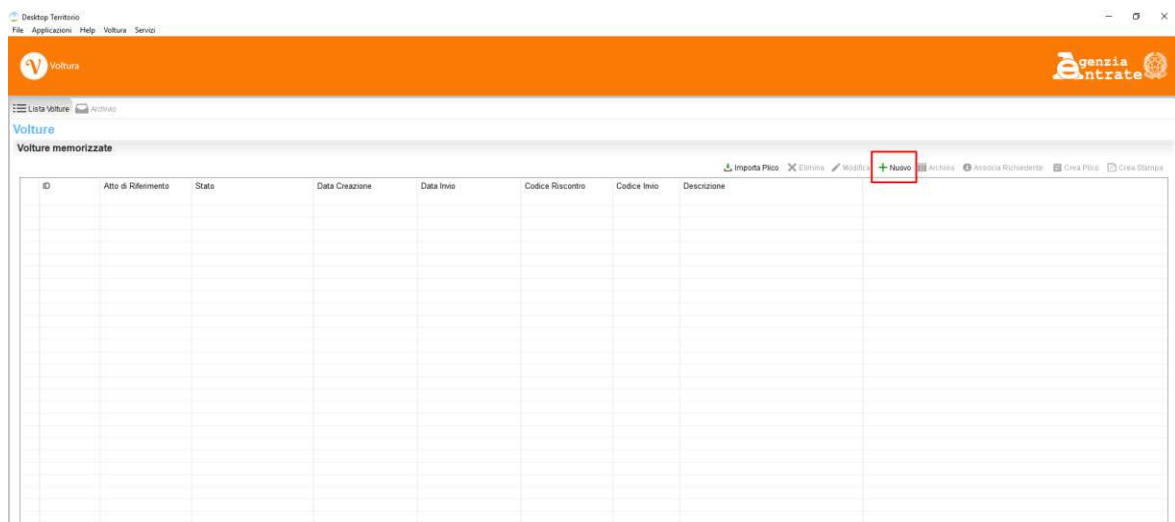 Desktop Territorio
File Applicazioni Help Voltura Servizi
V Voltura
Agenzia Entrate
Lista Volture Archivio
Volture
Volture memorizzate
Importa Plico Elimina Modifica Nuovo Archivia Associa Richiedente Crea Plico Crea Stampa
ID Atto di Riferimento Stato Data Creazione Data Invio Codice Riscontro Codice Invio Descrizione